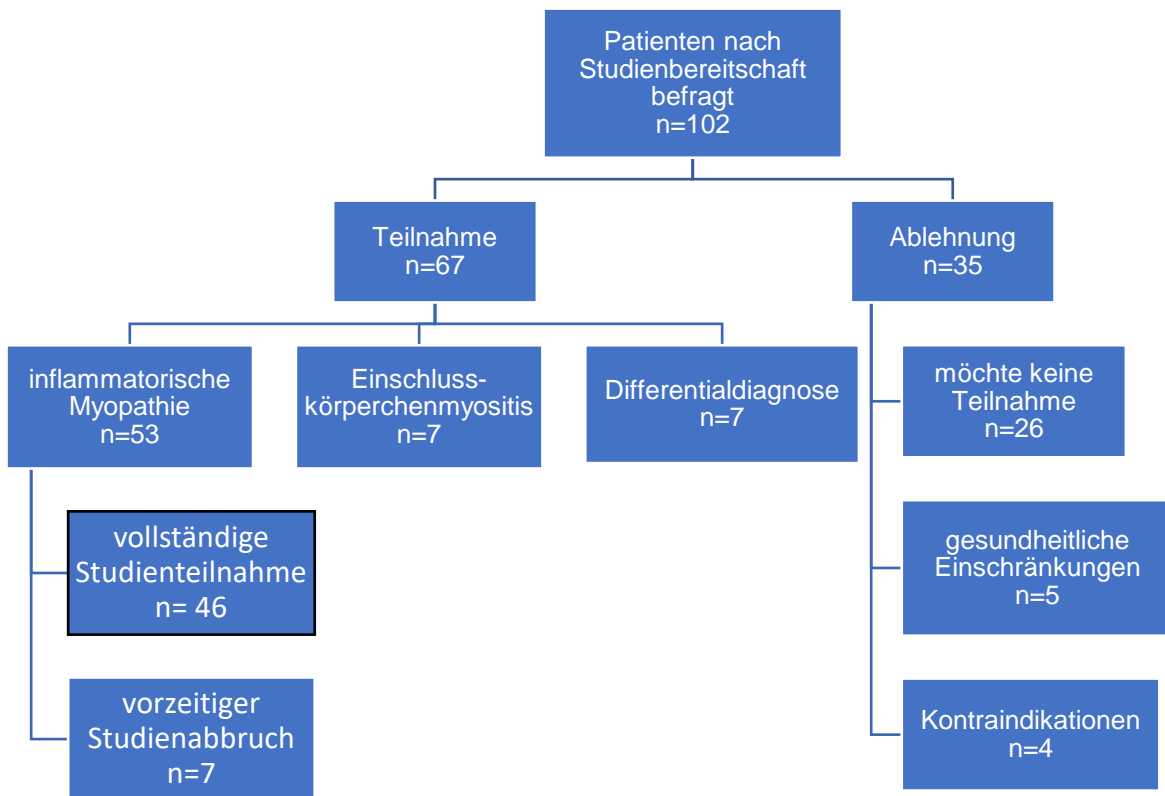 Patienten nach
Studienbereitschaft
befragt
n=102
Teilnahme
n=67
Ablehnung
n=35
inflammatorische
Myopathie
n=53
Einschluss-
körperchenmyositis
n=7
Differentialdiagnose
n=7
möchte keine
Teilnahme
n=26
vollständige
Studienteilnahme
n= 46
gesundheitliche
Einschränkungen
n=5
vorzeitiger
Studienabbruch
n=7
Kontraindikationen
n=4